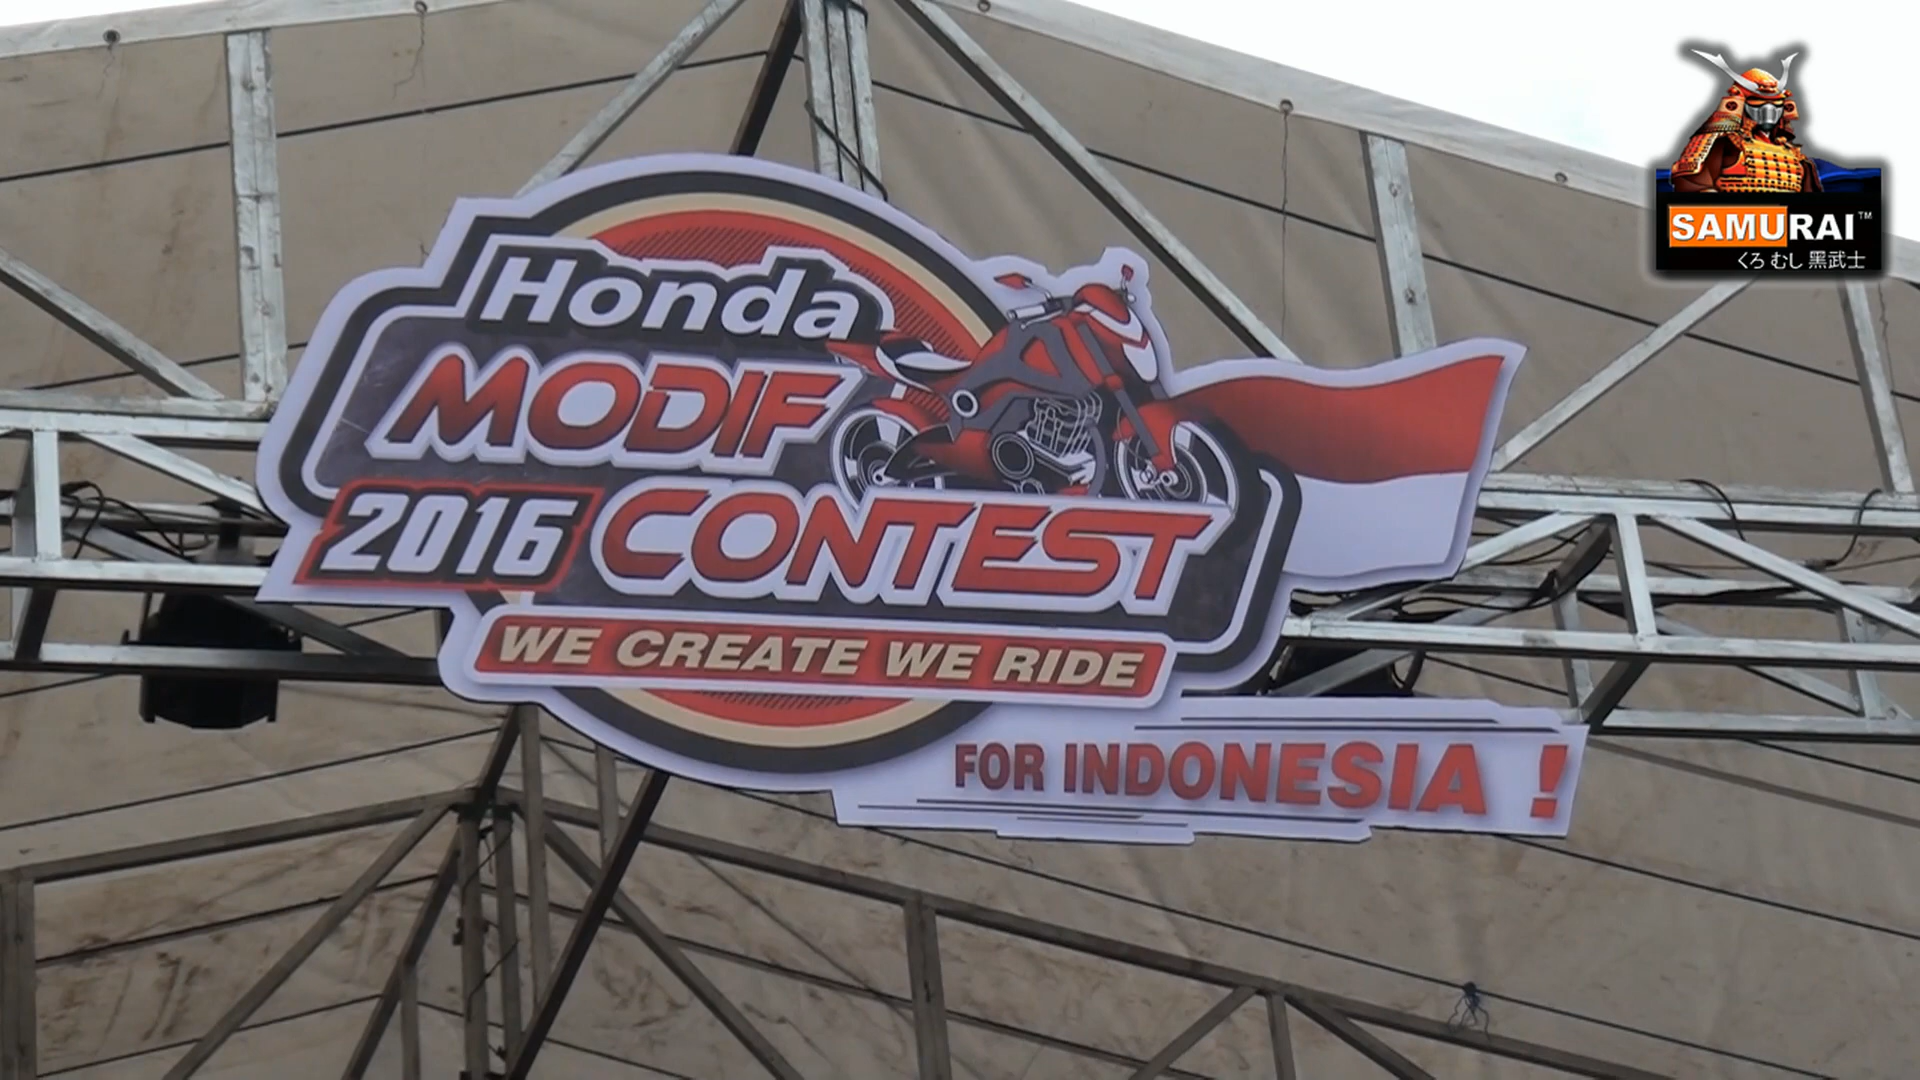 Honda
MODIF
2016 CONTEST
WE CREATE WE RIDE
FOR INDONESIA !
SAMURAI™
くろ むし 黑武士